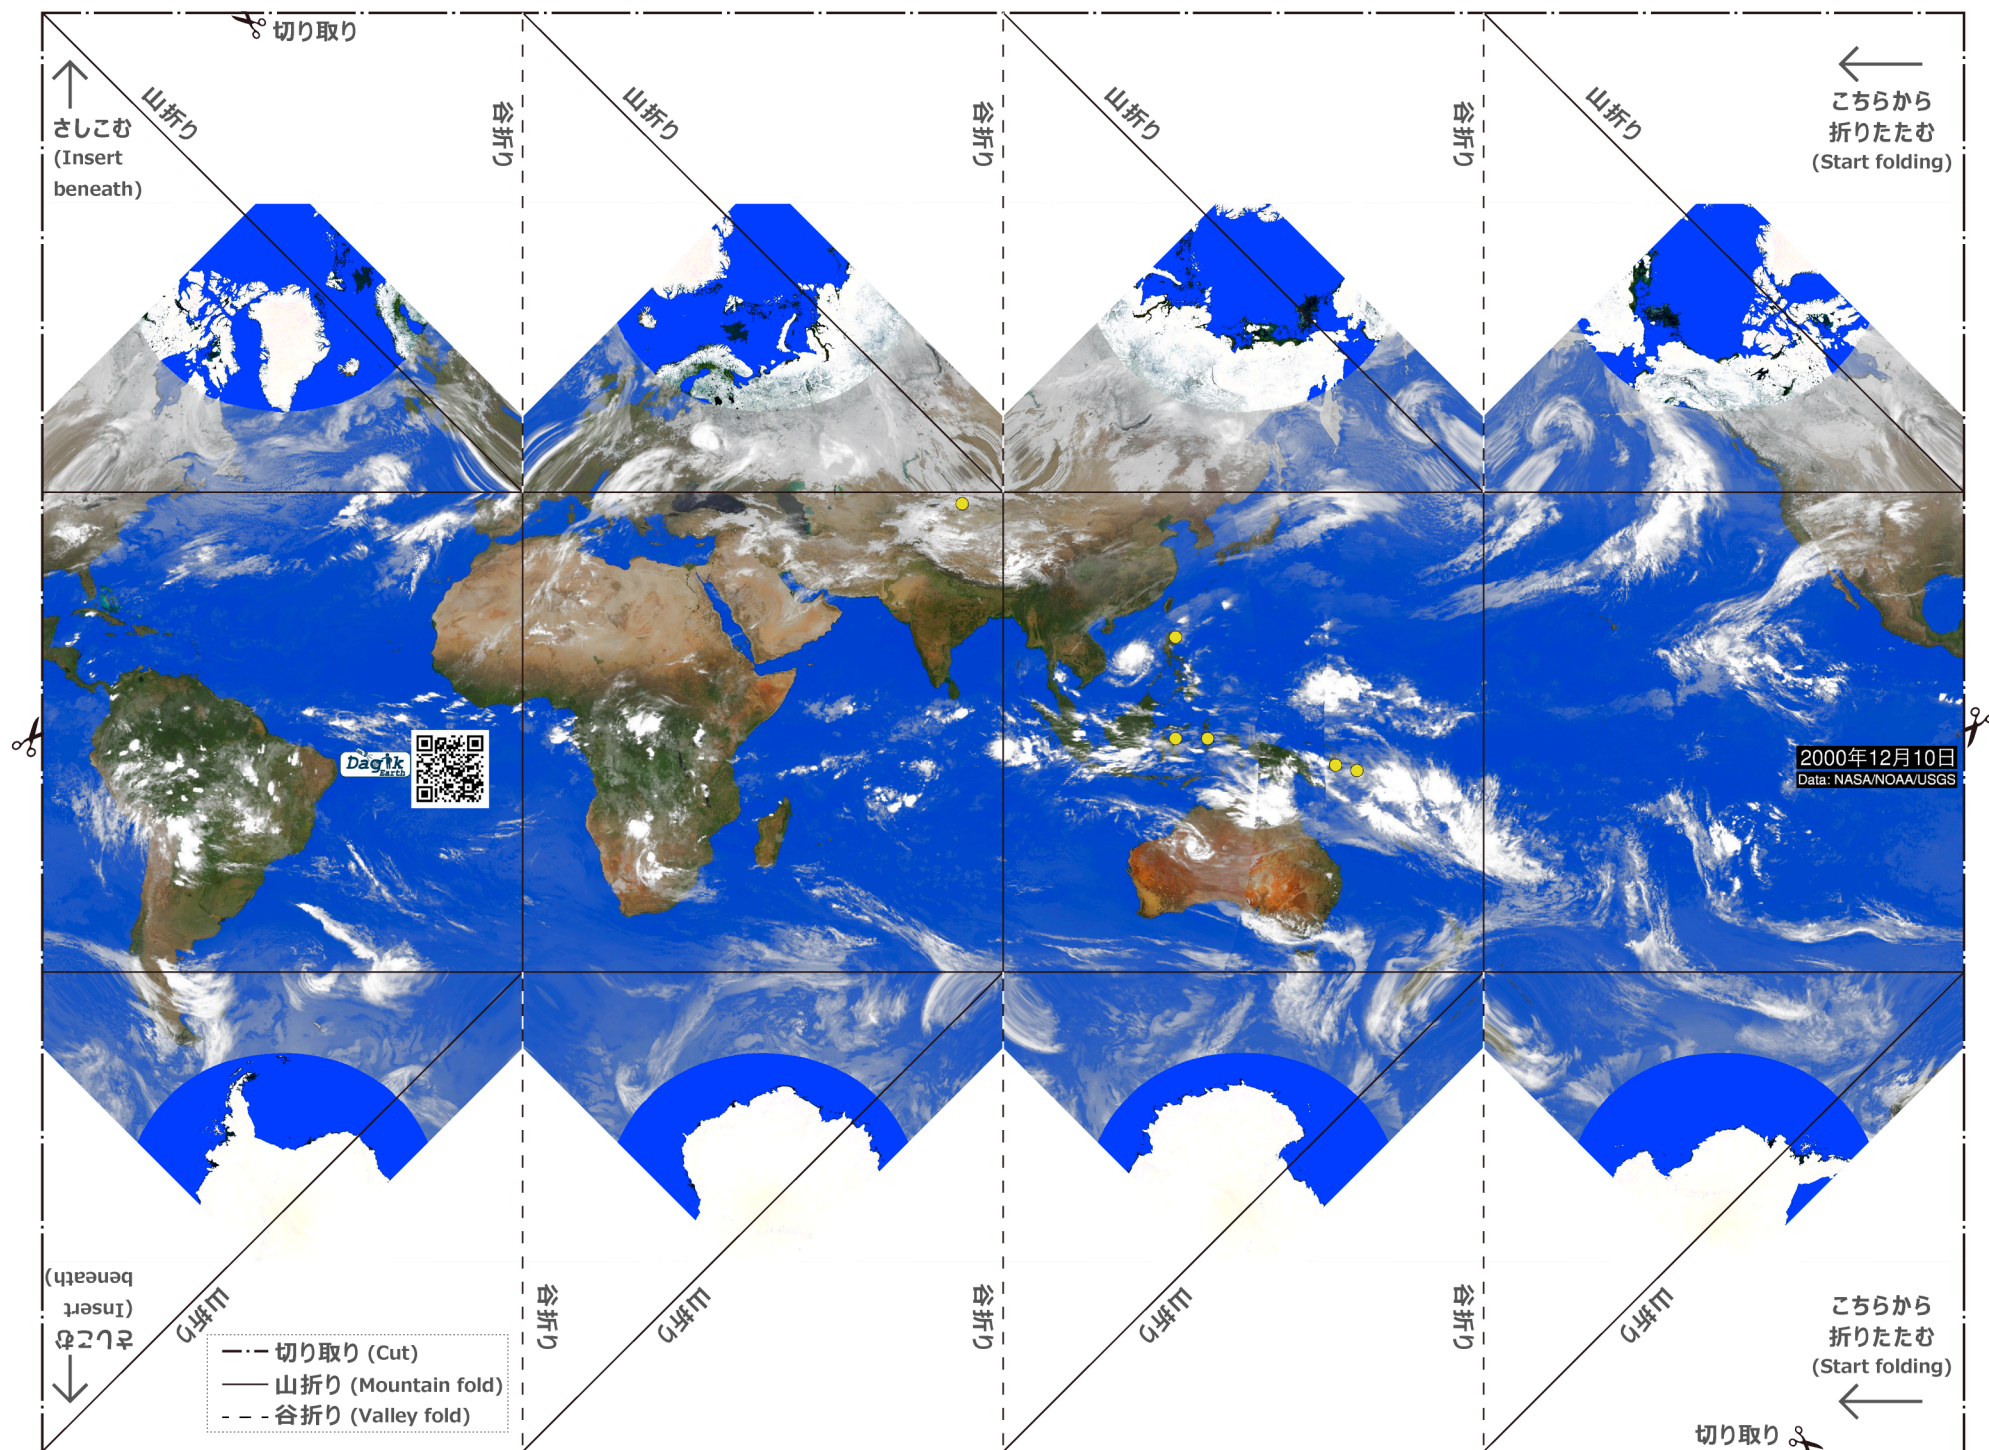 切り取り
山折り
谷折り
山折り
谷折り
山折り
谷折り
山折り
さしこむ
(Insert
beneath)
こちらから
折りたたむ
(Start folding)
Dagik
Earth
2000年12月10日
Data: NASA/NOAA/USGS
さしこむ
(Insert
beneath)
山折り
谷折り
山折り
谷折り
山折り
谷折り
山折り
こちらから
折りたたむ
(Start folding)
切り取り (Cut)
山折り (Mountain fold)
谷折り (Valley fold)
切り取り